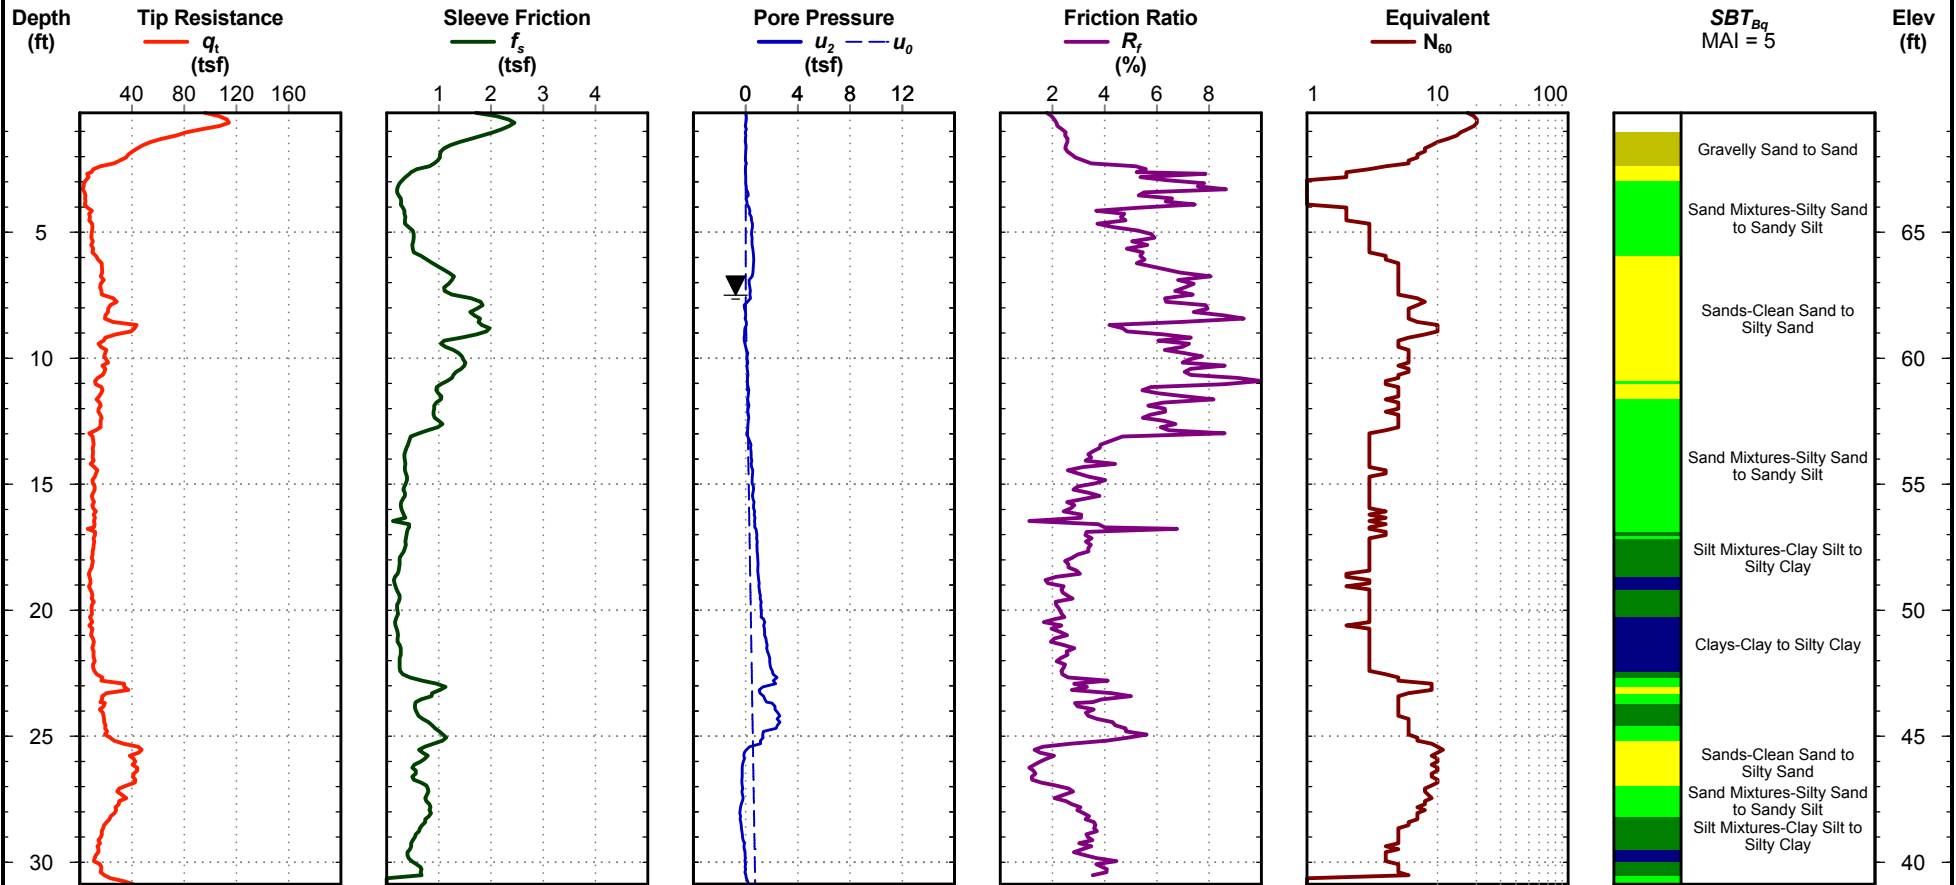 Depth
(ft)
Tip Resistance
qt
(tsf)
Sleeve Friction
fs
(tsf)
Pore Pressure
u2 u0
(tsf)
Friction Ratio
Rf
(%)
Equivalent
N60
SBTBq
MAI = 5
Elev
(ft)
40 80 120 160
1 2 3 4
0 4 8 12
2 4 6 8
1 10 100
5
10
15
20
25
30
Gravelly Sand to Sand
Sand Mixtures-Silty Sand
to Sandy Silt
Sands-Clean Sand to
Silty Sand
Sand Mixtures-Silty Sand
to Sandy Silt
Silt Mixtures-Clay Silt to
Silty Clay
Clays-Clay to Silty Clay
Sands-Clean Sand to
Silty Sand
Sand Mixtures-Silty Sand
to Sandy Silt
Silt Mixtures-Clay Silt to
Silty Clay
65
60
55
50
45
40